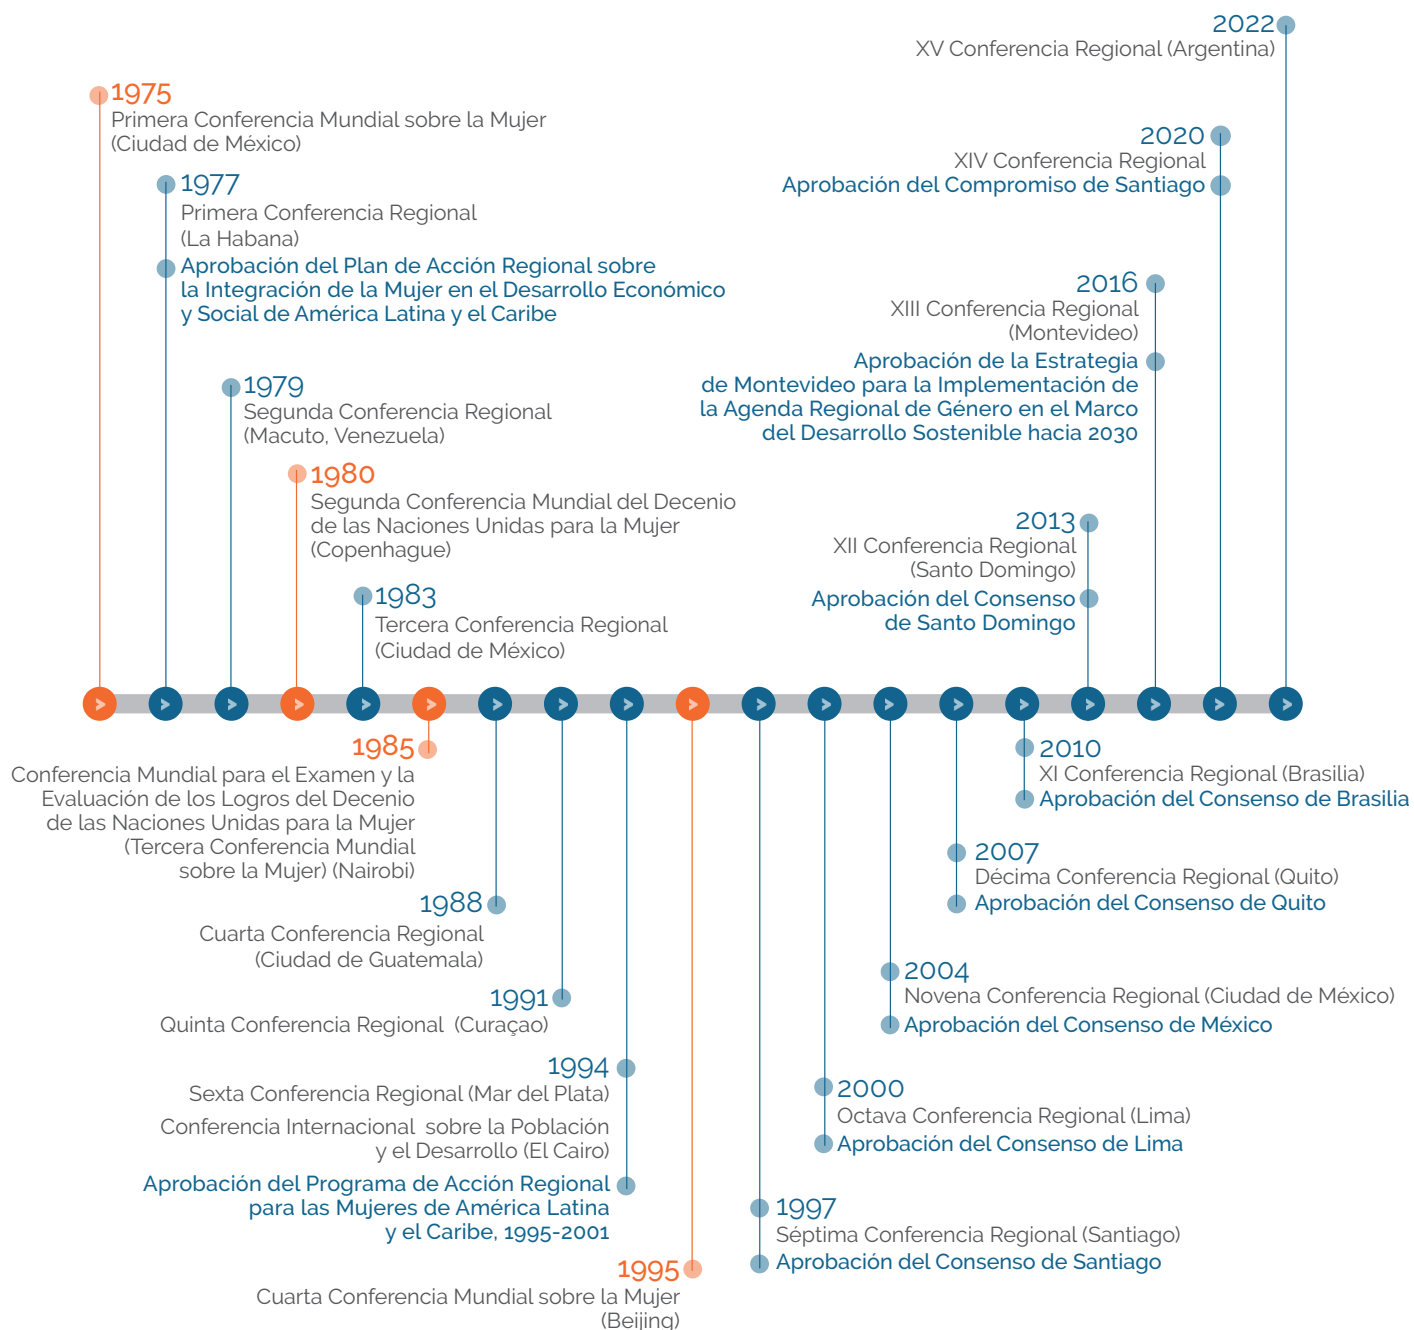 1975
Primera Conferencia Mundial sobre la Mujer
(Ciudad de México)
1977
Primera Conferencia Regional
(La Habana)
Aprobación del Plan de Acción Regional sobre
la Integración de la Mujer en el Desarrollo Económico
y Social de América Latina y el Caribe
1979
Segunda Conferencia Regional
(Macuto, Venezuela)
1980
Segunda Conferencia Mundial del Decenio
de las Naciones Unidas para la Mujer
(Copenhague)
1983
Tercera Conferencia Regional
(Ciudad de México)
1985
Conferencia Mundial para el Examen y la
Evaluación de los Logros del Decenio
de las Naciones Unidas para la Mujer
(Tercera Conferencia Mundial
sobre la Mujer) (Nairobi)
1988
Cuarta Conferencia Regional
(Ciudad de Guatemala)
1991
Quinta Conferencia Regional (Curaçao)
1994
Sexta Conferencia Regional (Mar del Plata)
Conferencia Internacional sobre la Población
y el Desarrollo (El Cairo)
Aprobación del Programa de Acción Regional
para las Mujeres de América Latina
y el Caribe, 1995-2001
1995
Cuarta Conferencia Mundial sobre la Mujer
(Beijing)
1997
Séptima Conferencia Regional (Santiago)
Aprobación del Consenso de Santiago
2000
Octava Conferencia Regional (Lima)
Aprobación del Consenso de Lima
2004
Novena Conferencia Regional (Ciudad de México)
Aprobación del Consenso de México
2007
Décima Conferencia Regional (Quito)
Aprobación del Consenso de Quito
2010
XI Conferencia Regional (Brasilia)
Aprobación del Consenso de Brasilia
2013
XII Conferencia Regional
(Santo Domingo)
Aprobación del Consenso
de Santo Domingo
2016
XIII Conferencia Regional
(Montevideo)
Aprobación de la Estrategia
de Montevideo para la Implementación de
la Agenda Regional de Género en el Marco
del Desarrollo Sostenible hacia 2030
2020
XIV Conferencia Regional
Aprobación del Compromiso de Santiago
2022
XV Conferencia Regional (Argentina)